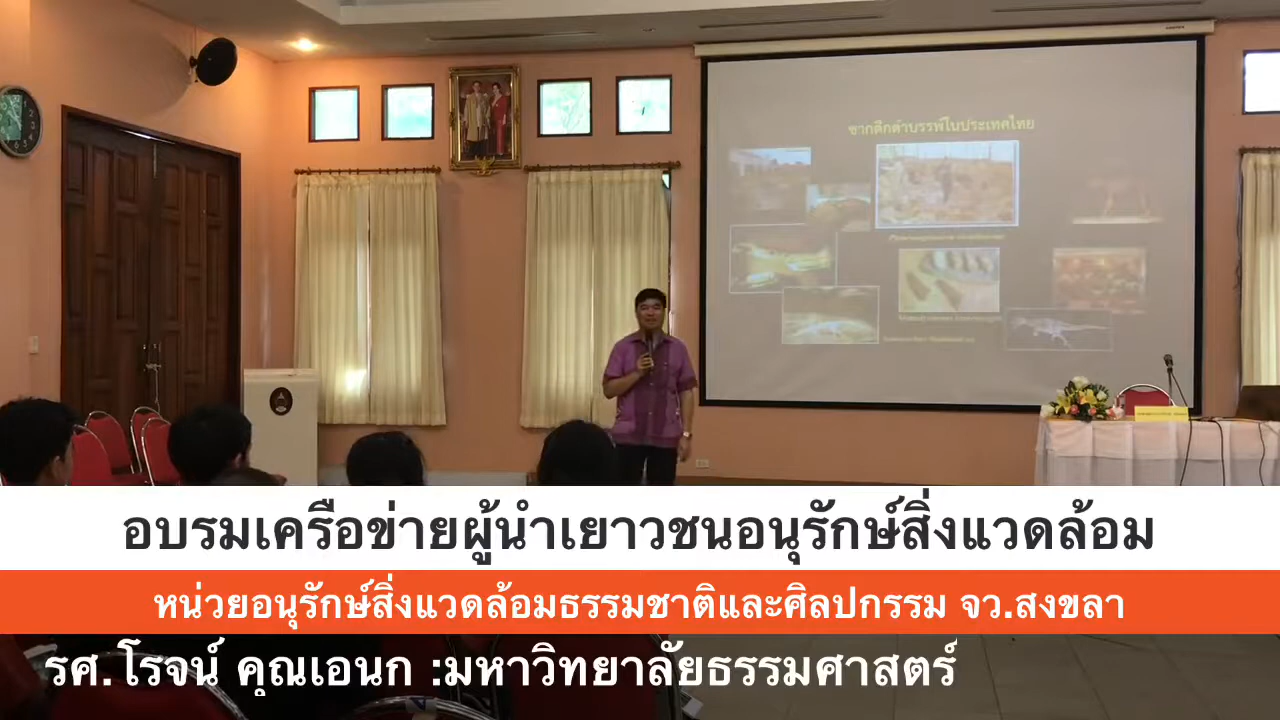 ซากดึกดำบรรพ์ในประเทศไทย
อบรมเครือข่ายผู้นำเยาวชนอนุรักษ์สิ่งแวดล้อม
หน่วยอนุรักษ์สิ่งแวดล้อมธรรมชาติและศิลปกรรม จว.สงขลา
รศ.โรจน์ คุณเอนก :มหาวิทยาลัยธรรมศาสตร์